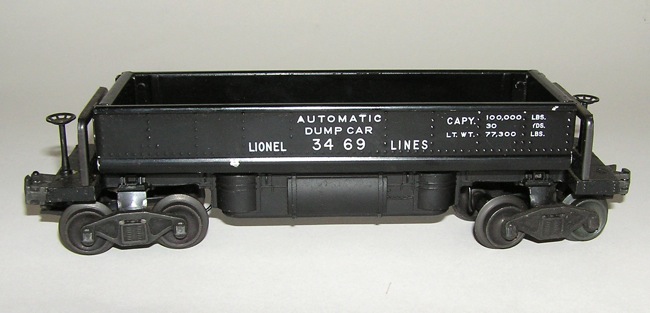 AUTOMATIC
DUMP CAR
LIONEL 3469 LINES
CAPY. 100,000 LBS.
30 YDS.
LT. WT. 77,300 LBS.